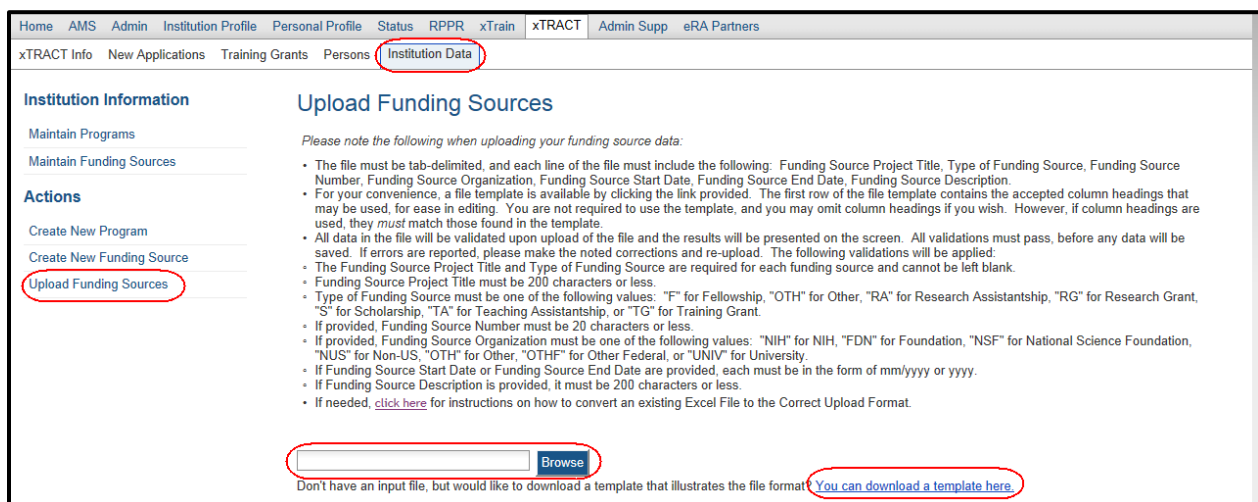 Home AMS Admin Institution Profile Personal Profile Status RPPR xTrain xTRACT Admin Supp eRA Partners
xTRACT Info New Applications Training Grants Persons Institution Data
Institution Information
Maintain Programs
Maintain Funding Sources
Actions
Create New Program
Create New Funding Source
Upload Funding Sources
Upload Funding Sources
Please note the following when uploading your funding source data:
• The file must be tab-delimited, and each line of the file must include the following: Funding Source Project Title, Type of Funding Source, Funding Source
Number, Funding Source Organization, Funding Source Start Date, Funding Source End Date, Funding Source Description.
• For your convenience, a file template is available by clicking the link provided. The first row of the file template contains the accepted column headings that
may be used, for ease in editing. You are not required to use the template, and you may omit column headings if you wish. However, if column headings are
used, they must match those found in the template.
• All data in the file will be validated upon upload of the file and the results will be presented on the screen. All validations must pass, before any data will be
saved. If errors are reported, please make the noted corrections and re-upload. The following validations will be applied:
◦ The Funding Source Project Title and Type of Funding Source are required for each funding source and cannot be left blank.
◦ Funding Source Project Title must be 200 characters or less.
◦ Type of Funding Source must be one of the following values: "F" for Fellowship, "OTH" for Other, "RA" for Research Assistantship, "RG" for Research Grant,
"S" for Scholarship, "TA" for Teaching Assistantship, or "TG" for Training Grant.
◦ If provided, Funding Source Number must be 20 characters or less.
◦ If provided, Funding Source Organization must be one of the following values: "NIH" for NIH, "FDN" for Foundation, "NSF" for National Science Foundation,
"NUS" for Non-US, "OTH" for Other, "OTHF" for Other Federal, or "UNIV" for University.
◦ If Funding Source Start Date or Funding Source End Date are provided, each must be in the form of mm/yyyy or yyyy.
◦ If Funding Source Description is provided, it must be 200 characters or less.
• If needed, click here for instructions on how to convert an existing Excel File to the Correct Upload Format.
Browse
Don't have an input file, but would like to download a template that illustrates the file format? You can download a template here.